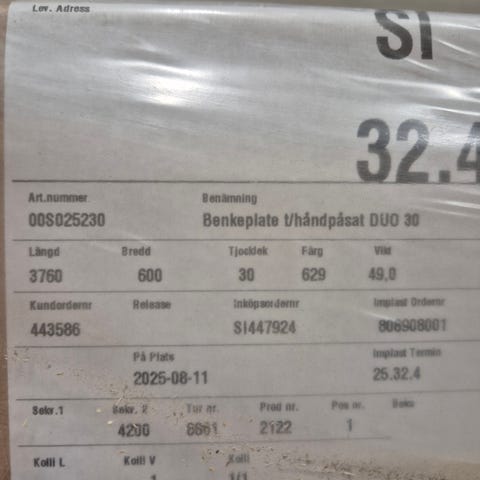 Lev. Adress
SI
32.4
Art.nummer Benämning
00S025230 Benkeplate t/håndpåsat DUO 30
Längd Bredd Tjocklek Färg Vikt
3760 600 30 629 49,0
Kundordernr Release Inköpsordernr Implast Ordernr
443586 SI447924 806908001
På Plats Implast Termin
2025-08-11 25.32.4
Sekv.1 Sekv. 2 Tur nr. Prod nr. Pos nr.
4200 6661 2122 1
Kolli L Kolli V Kolli
1 1/1